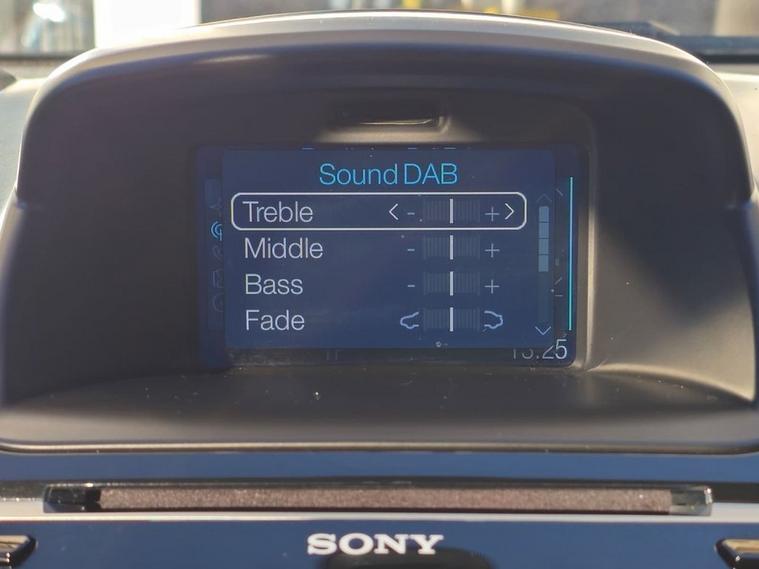 Sound DAB
Treble < - + >
Middle - +
Bass - +
Fade
13:25
SONY